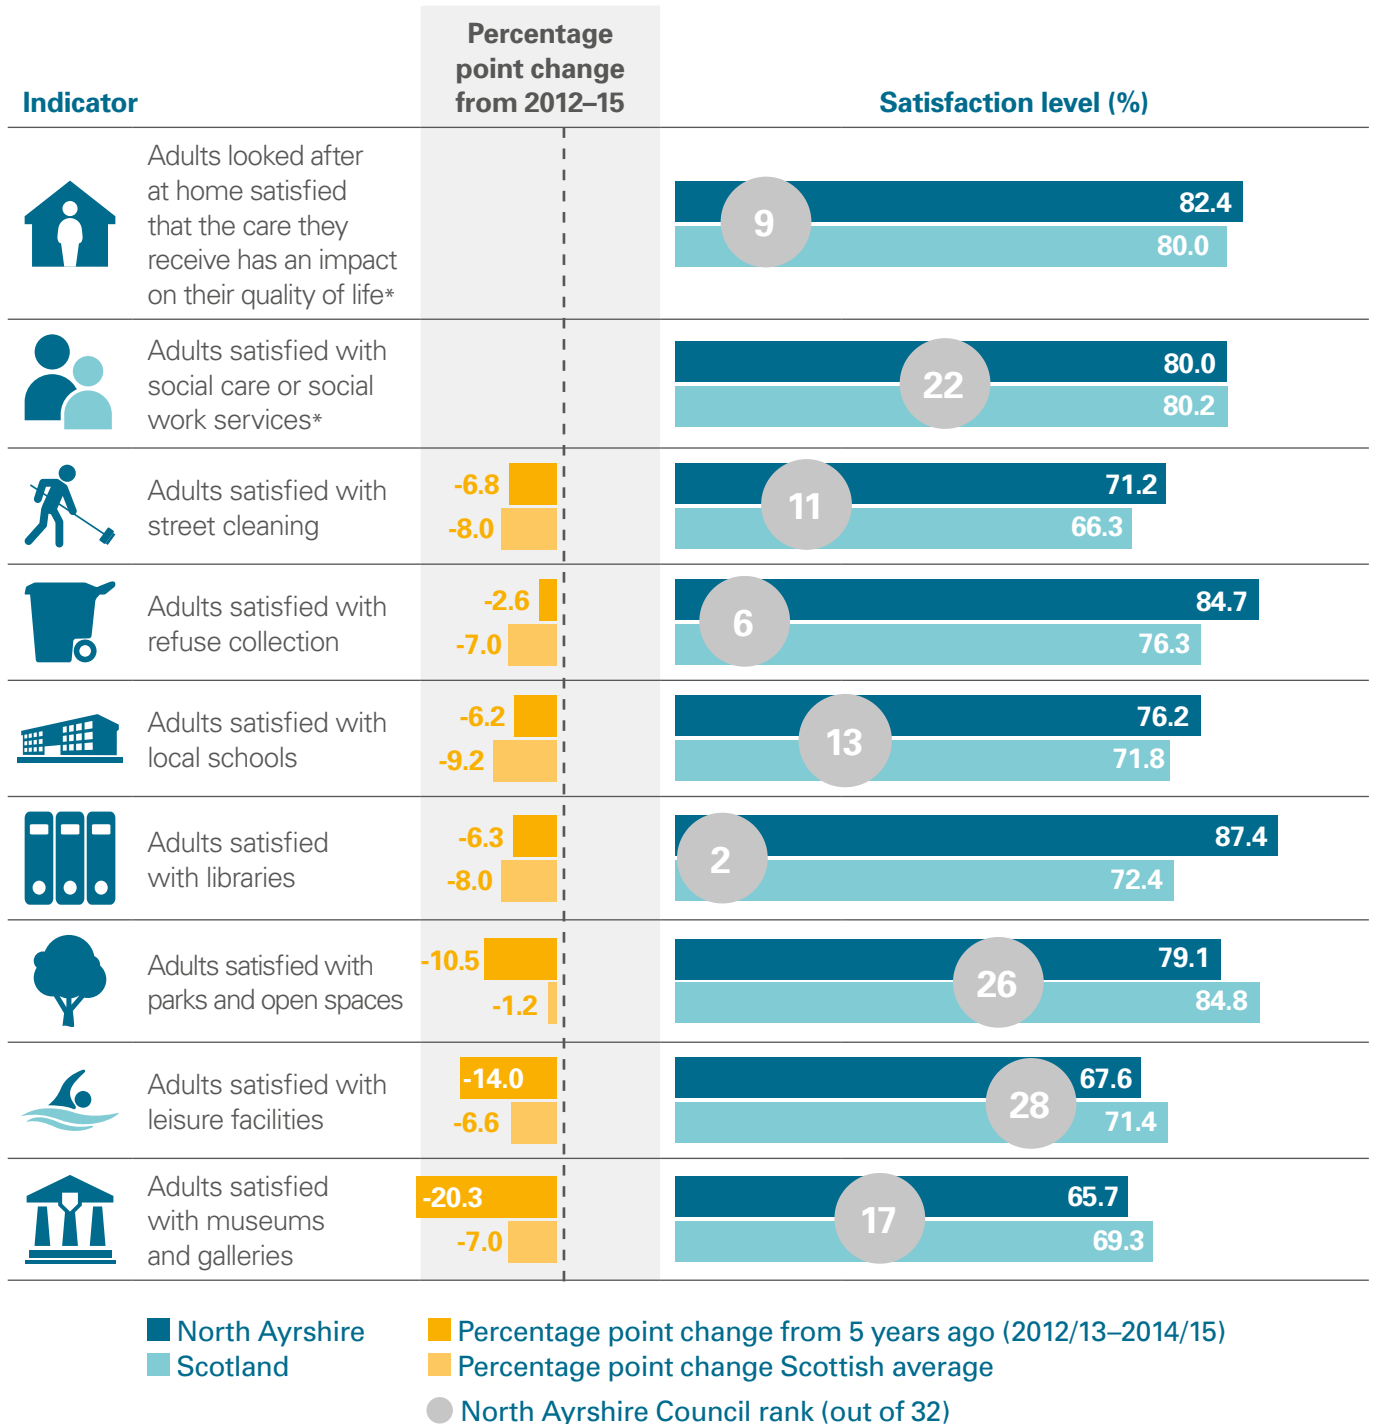 Indicator
Percentage
point change
from 2012–15
Satisfaction level (%)
Adults looked after
at home satisfied
that the care they
receive has an impact
on their quality of life*
9
82.4
80.0
Adults satisfied with
social care or social
work services*
22
80.0
80.2
Adults satisfied with
street cleaning
-6.8
-8.0
11
71.2
66.3
Adults satisfied with
refuse collection
-2.6
-7.0
6
84.7
76.3
Adults satisfied with
local schools
-6.2
-9.2
13
76.2
71.8
Adults satisfied
with libraries
-6.3
-8.0
2
87.4
72.4
Adults satisfied with
parks and open spaces
-10.5
-1.2
26
79.1
84.8
Adults satisfied with
leisure facilities
-14.0
-6.6
28
67.6
71.4
Adults satisfied
with museums
and galleries
-20.3
-7.0
17
65.7
69.3
North Ayrshire
Scotland
Percentage point change from 5 years ago (2012/13–2014/15)
Percentage point change Scottish average
North Ayrshire Council rank (out of 32)